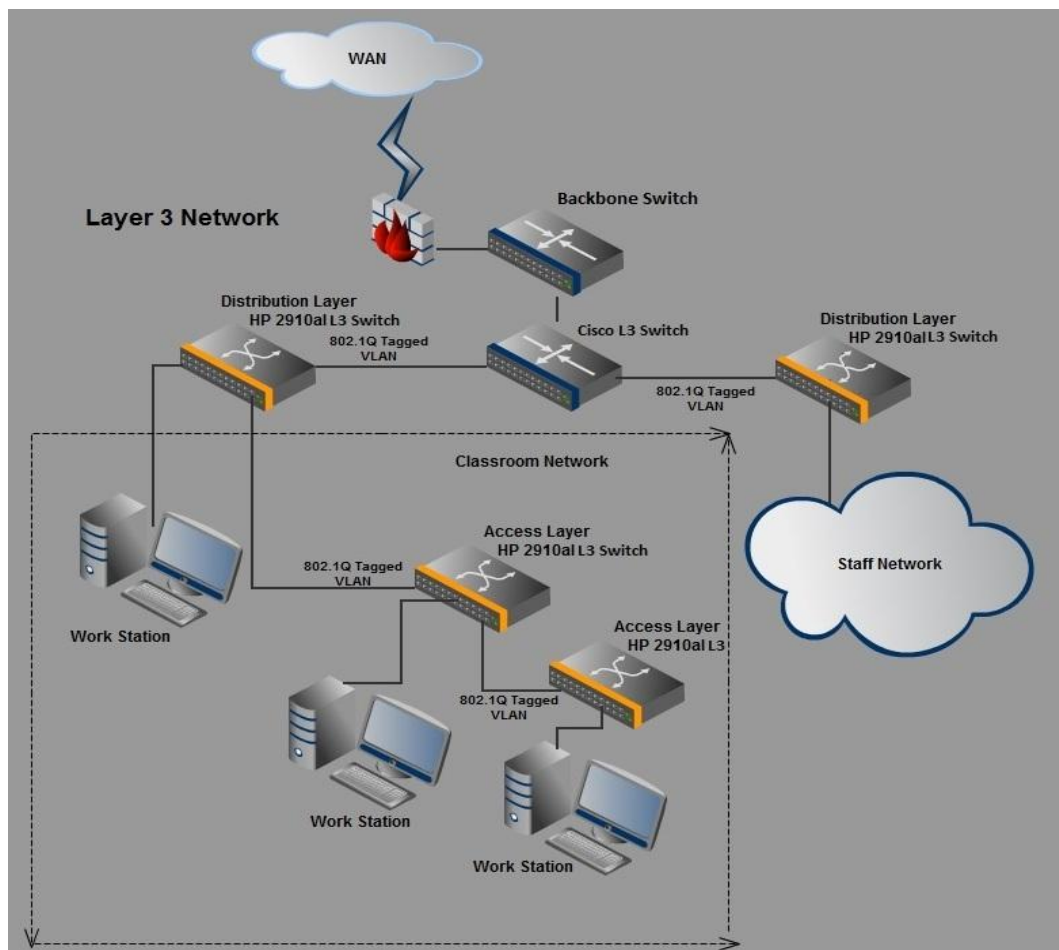 WAN
Layer 3 Network
Backbone Switch
Distribution Layer
HP 2910al L3 Switch
802.1Q Tagged
VLAN
Cisco L3 Switch
Distribution Layer
HP 2910al L3 Switch
802.1Q Tagged
VLAN
Classroom Network
Work Station
Access Layer
HP 2910al L3 Switch
802.1Q Tagged
VLAN
Staff Network
Access Layer
HP 2910al L3
802.1Q Tagged
VLAN
Work Station
Work Station